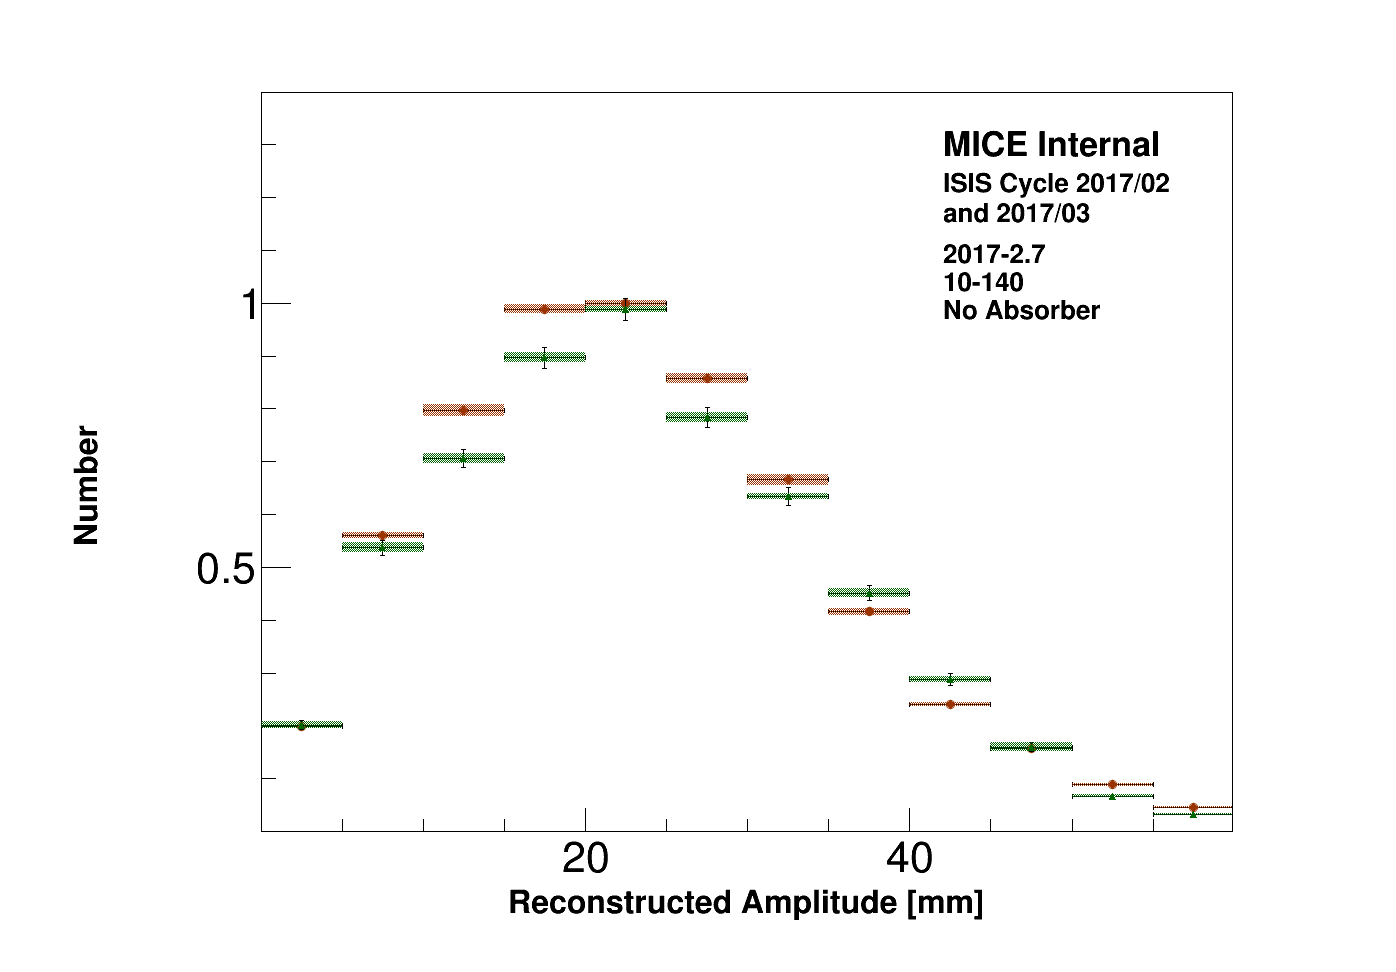 MICE Internal
ISIS Cycle 2017/02
and 2017/03
2017-2.7
10-140
No Absorber
1
0.5
Number
20 40
Reconstructed Amplitude [mm]